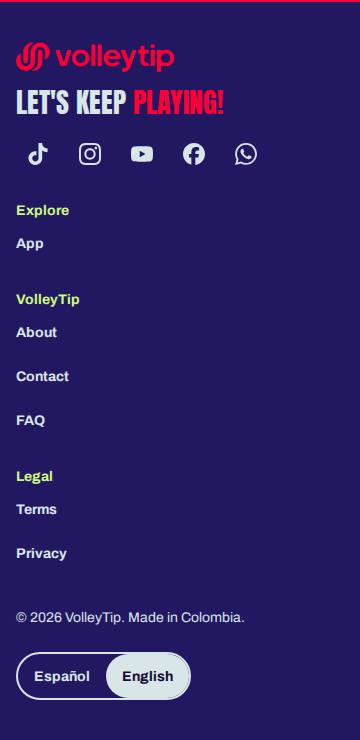 volleytip
LET'S KEEP PLAYING!
Explore
App
VolleyTip
About
Contact
FAQ
Legal
Terms
Privacy
© 2026 VolleyTip. Made in Colombia.
Español English